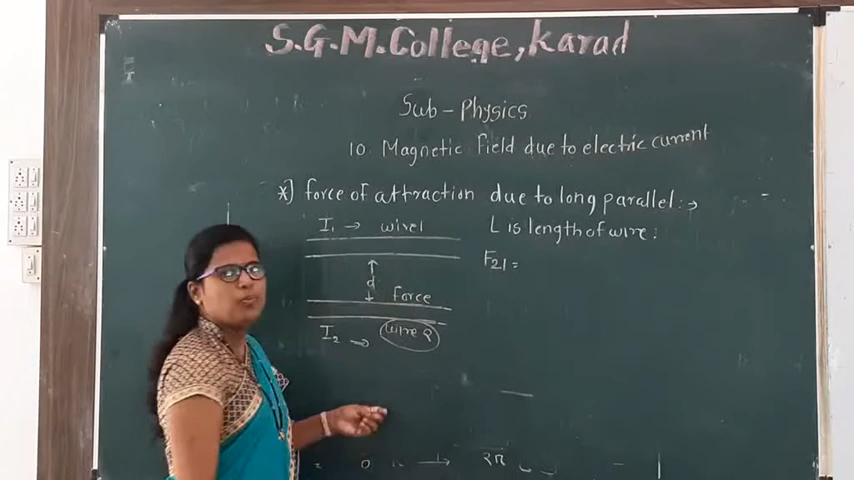 S.G.M.College, Karad
Sub - Physics
10. Magnetic Field due to electric current
*] force of attraction due to long parallel :→
I₁ → wire1
L is length of wire.
F₂₁ =
d
force
I₂ → wire 2